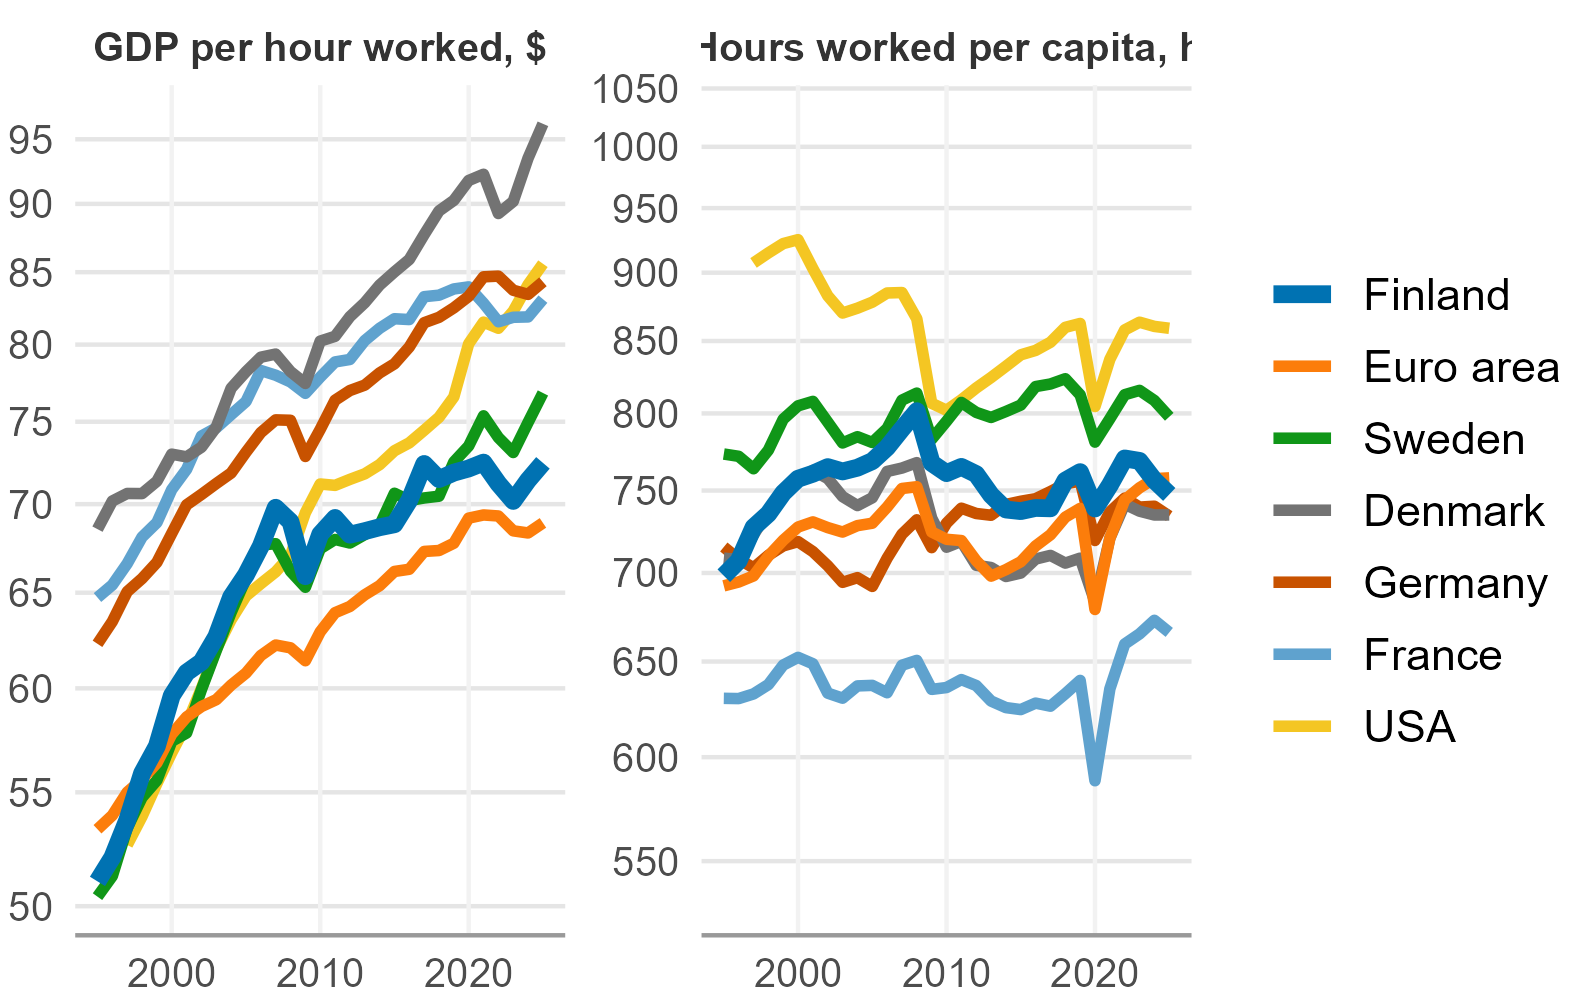 GDP per hour worked, $
95
90
85
80
75
70
65
60
55
50
2000 2010 2020
Hours worked per capita, h
1050
1000
950
900
850
800
750
700
650
600
550
2000 2010 2020
Finland
Euro area
Sweden
Denmark
Germany
France
USA